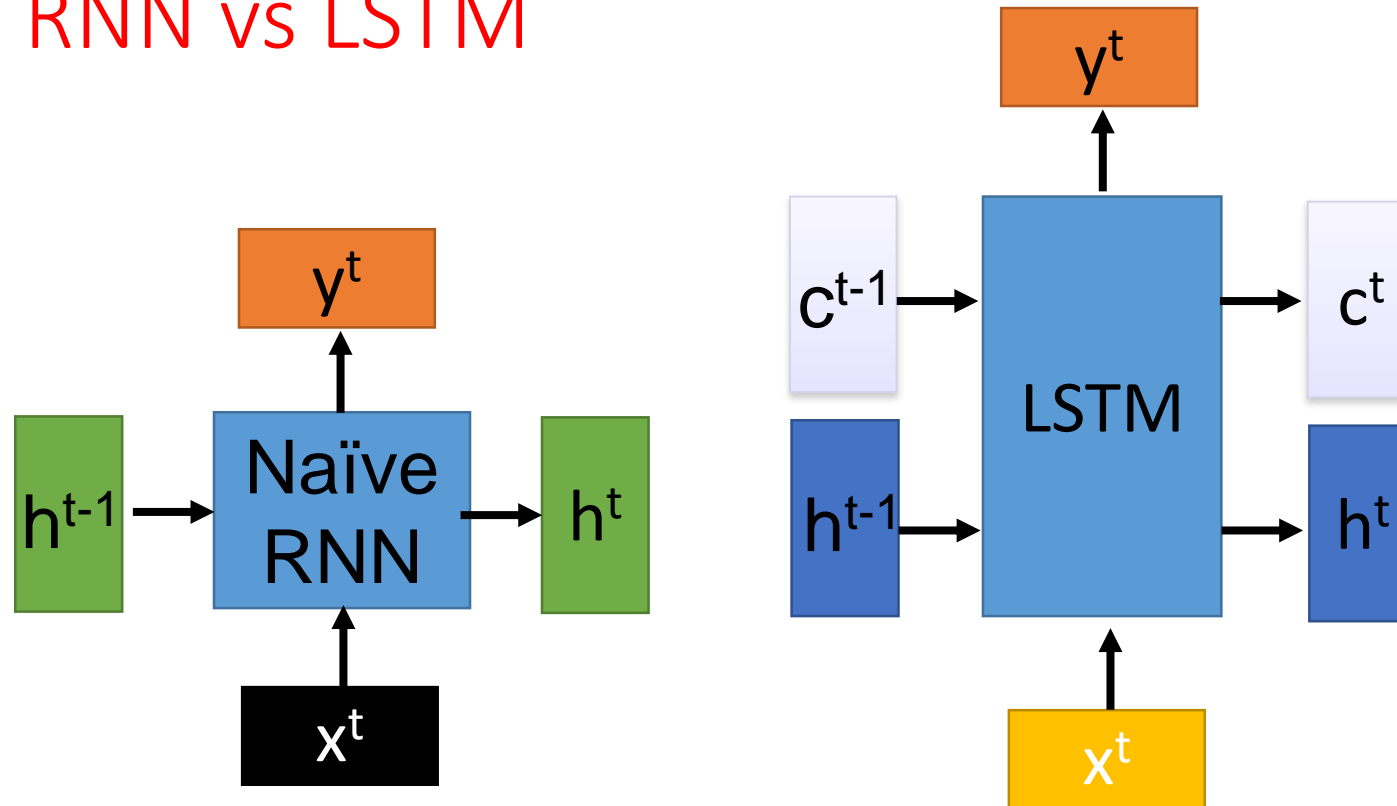 RNN vs LSTM
yᵗ
hᵗ⁻¹
Naïve
RNN
hᵗ
xᵗ
yᵗ
cᵗ⁻¹
cᵗ
LSTM
hᵗ⁻¹
hᵗ
xᵗ